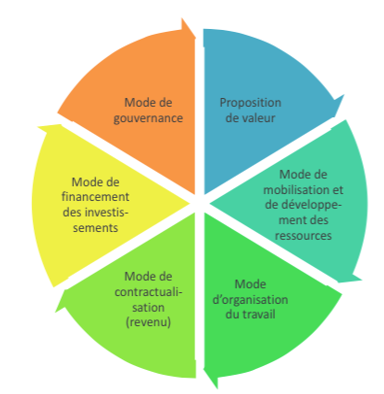 Mode de
gouvernance
Proposition
de valeur
Mode de
mobilisation et
de développe-
ment des
ressources
Mode
d'organisation
du travail
Mode de
contractuali-
sation
(revenu)
Mode de
financement
des investis-
sements